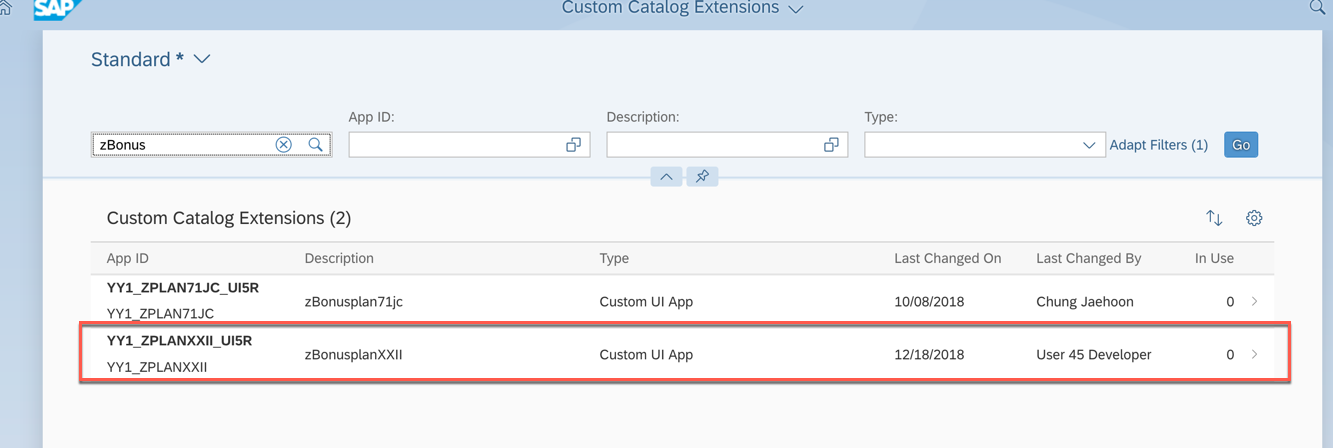 SAP
Custom Catalog Extensions
Standard *
App ID:
Description:
Type:
zBonus
Adapt Filters (1)
Go
Custom Catalog Extensions (2)
App ID Description Type Last Changed On Last Changed By In Use
YY1_ZPLAN71JC_UI5R
zBonusplan71jc Custom UI App 10/08/2018 Chung Jaehoon 0
YY1_ZPLAN71JC
YY1_ZPLANXXII_UI5R
zBonusplanXXII Custom UI App 12/18/2018 User 45 Developer 0
YY1_ZPLANXXII